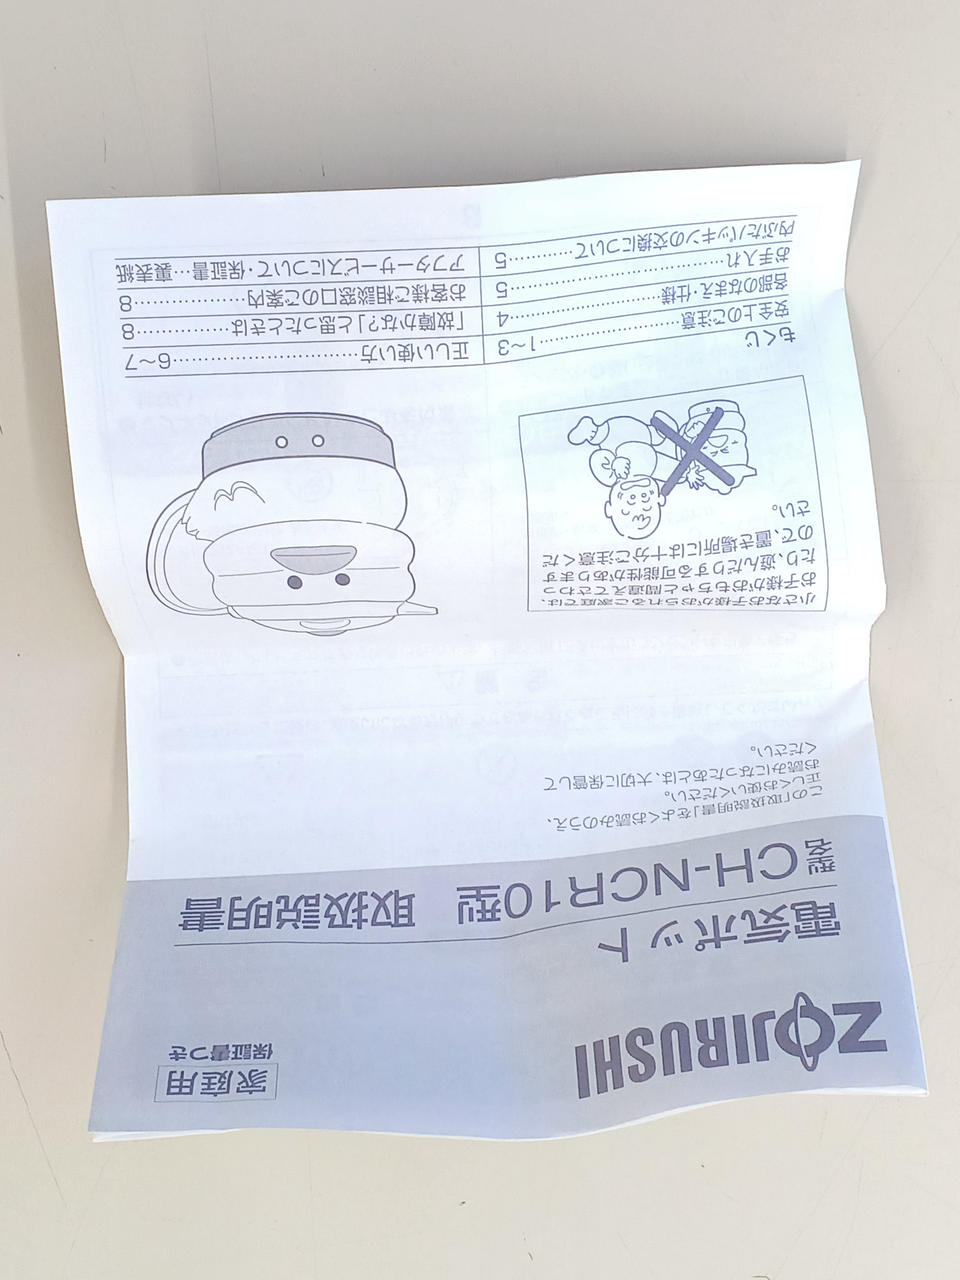 ZOJIRUSHI
家庭用
保証書つき
電気ポット
型名 CH-NCR10型 取扱説明書
この「取扱説明書」をよくお読みのうえ、
正しくお使いください。
お読みになったあとは、大切に保管して
ください。
小さなお子様がおられるご家庭では、
お子様がおもちゃと間違えてさわっ
たり、遊んだりする可能性があります
ので、置き場所には十分ご注意くだ
さい。
もくじ
安全上のご注意…………………1〜3
各部のなまえ・仕様…………………4
お手入れ…………………………5
内ぶたパッキンの交換について…………5
正しい使い方…………………………6〜7
「故障かな?」と思ったときは……………8
お客様ご相談窓口のご案内………………8
アフターサービスについて・保証書…裏表紙